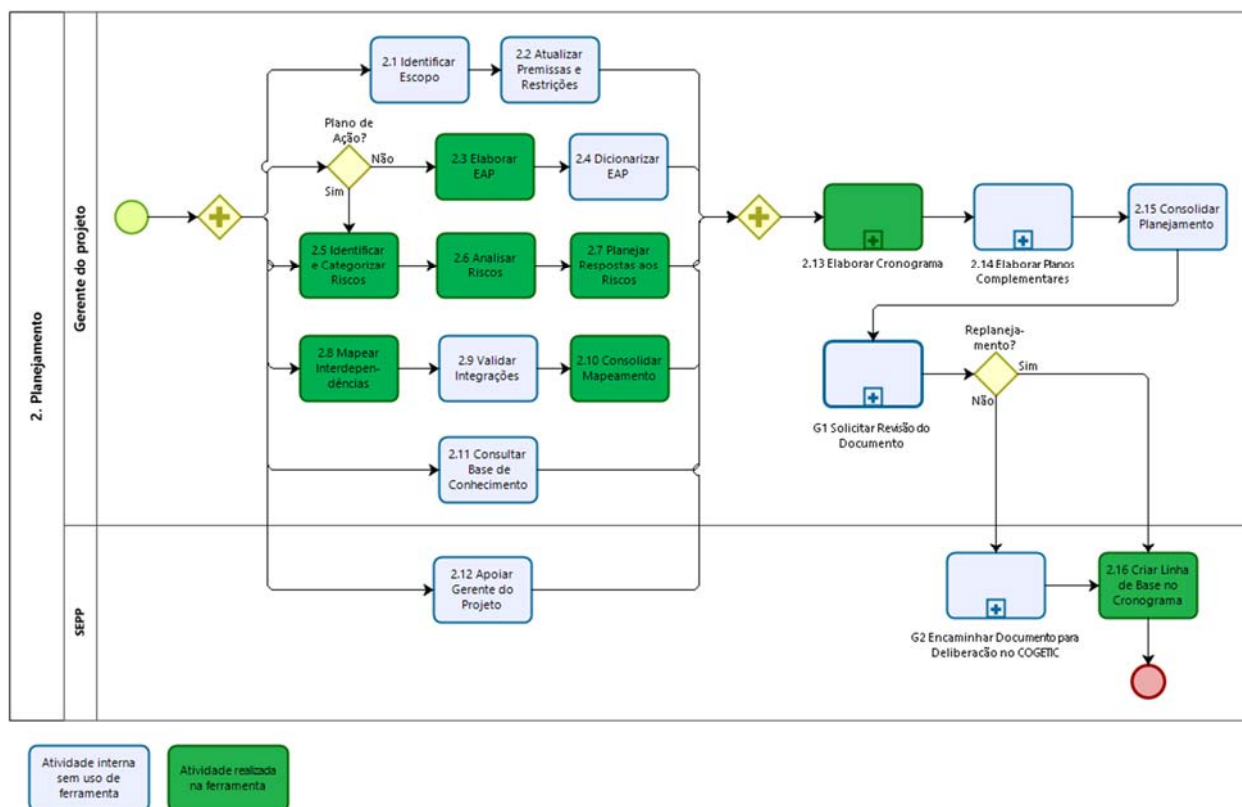 2. Planejamento
Gerente do projeto
2.1 Identificar
Escopo
2.2 Atualizar
Premissas e
Restrições
Plano de
Ação?
Não
Sim
2.3 Elaborar
EAP
2.4 Dicionarizar
EAP
2.5 Identificar
e Categorizar
Riscos
2.6 Analisar
Riscos
2.7 Planejar
Respostas aos
Riscos
2.8 Mapear
Interdepen-
dências
2.9 Validar
Integrações
2.10 Consolidar
Mapeamento
2.11 Consultar
Base de
Conhecimento
2.13 Elaborar Cronograma
2.14 Elaborar Planos
Complementares
2.15 Consolidar
Planejamento
G1 Solicitar Revisão do
Documento
Replaneja-
mento?
Sim
Não
SEPP
2.12 Apoiar
Gerente do
Projeto
G2 Encaminhar Documento para
Deliberacão no COGETIC
2.16 Criar Linha
de Base no
Cronograma
Atividade interna
sem uso de
ferramenta
Atividade realizada
na ferramenta